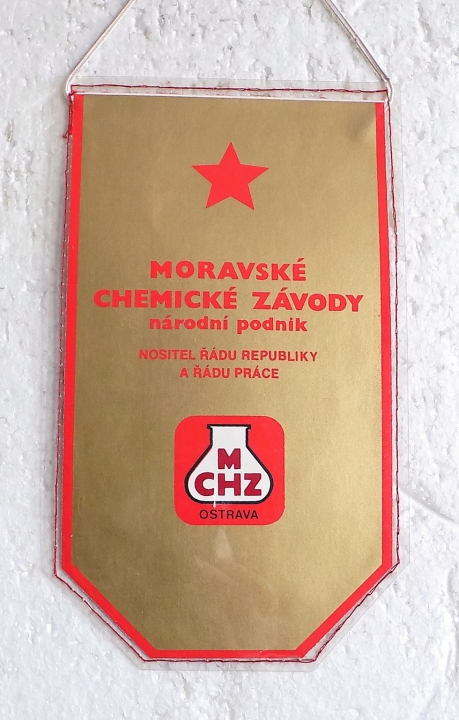 MORAVSKÉ
CHEMICKÉ ZÁVODY
národní podnik
NOSITEL ŘÁDU REPUBLIKY
A ŘÁDU PRÁCE
M
CHZ
OSTRAVA